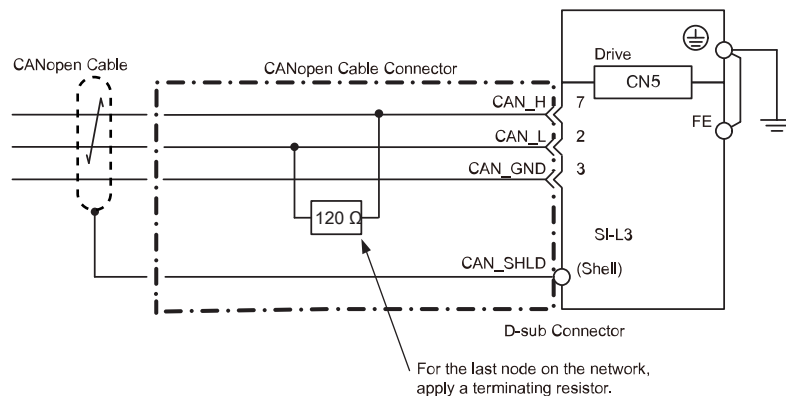 Drive
CANopen Cable
CANopen Cable Connector
CN5
CAN_H
7
FE
CAN_L
2
CAN_GND
3
120 Ω
SI-L3
CAN_SHLD
(Shell)
D-sub Connector
For the last node on the network,
apply a terminating resistor.